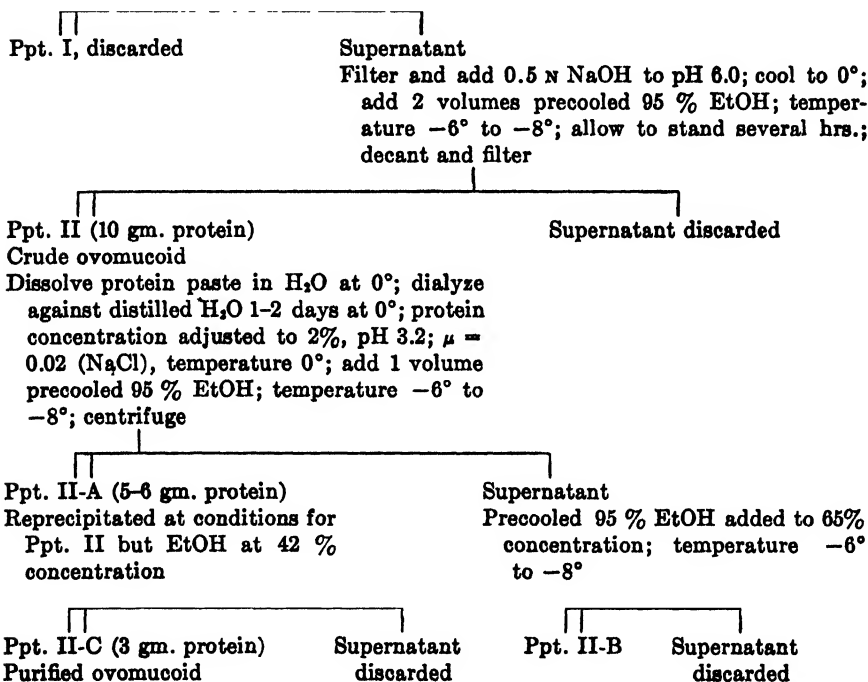 Ppt. I, discarded
Supernatant
Filter and add 0.5 N NaOH to pH 6.0; cool to 0°;
add 2 volumes precooled 95 % EtOH; temper-
ature −6° to −8°; allow to stand several hrs.;
decant and filter
Ppt. II (10 gm. protein)
Crude ovomucoid
Dissolve protein paste in H₂O at 0°; dialyze
against distilled H₂O 1–2 days at 0°; protein
concentration adjusted to 2%, pH 3.2; μ =
0.02 (NaCl), temperature 0°; add 1 volume
precooled 95 % EtOH; temperature −6° to
−8°; centrifuge
Supernatant discarded
Ppt. II-A (5–6 gm. protein)
Reprecipitated at conditions for
Ppt. II but EtOH at 42 %
concentration
Supernatant
Precooled 95 % EtOH added to 65%
concentration; temperature −6°
to −8°
Ppt. II-C (3 gm. protein)
Purified ovomucoid
Supernatant
discarded
Ppt. II-B
Supernatant
discarded